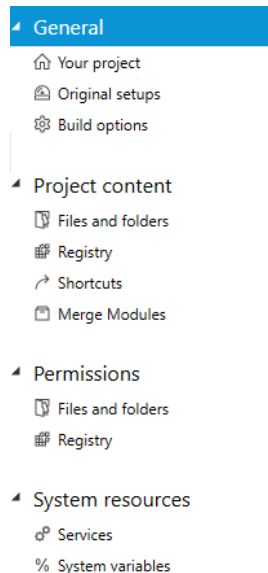 General
Your project
Original setups
Build options
Project content
Files and folders
Registry
Shortcuts
Merge Modules
Permissions
Files and folders
Registry
System resources
Services
System variables